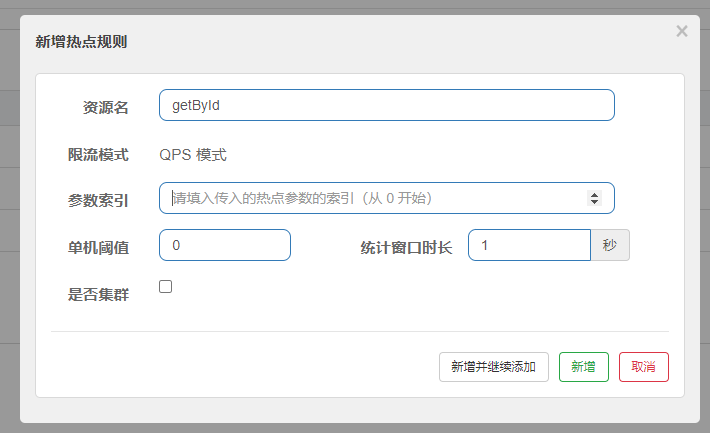 新增热点规则 ×
资源名 getById
限流模式 QPS 模式
参数索引 请填入传入的热点参数的索引（从 0 开始）
单机阈值 0 统计窗口时长 1 秒
是否集群
新增并继续添加 新增 取消